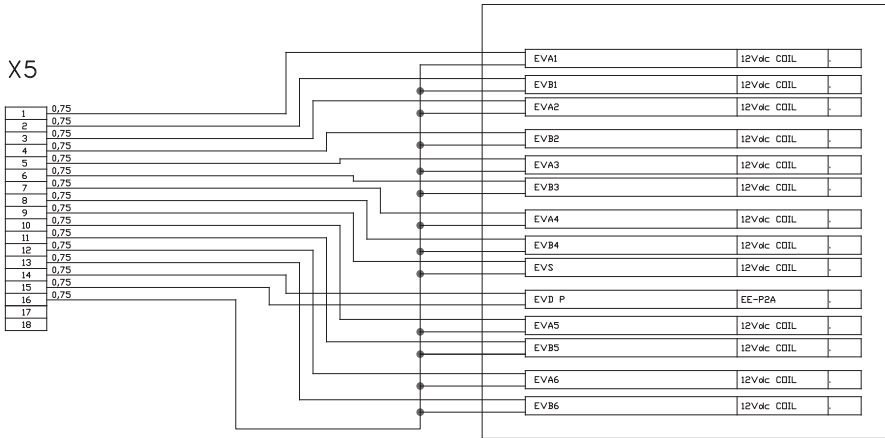 X5
1 0,75
2 0,75
3 0,75
4 0,75
5 0,75
6 0,75
7 0,75
8 0,75
9 0,75
10 0,75
11 0,75
12 0,75
13 0,75
14 0,75
15 0,75
16 0,75
17
18
EVA1 12Vdc COIL .
EVB1 12Vdc COIL .
EVA2 12Vdc COIL .
EVB2 12Vdc COIL .
EVA3 12Vdc COIL .
EVB3 12Vdc COIL .
EVA4 12Vdc COIL .
EVB4 12Vdc COIL .
EVS 12Vdc COIL .
EVD P EE-P2A .
EVA5 12Vdc COIL .
EVB5 12Vdc COIL .
EVA6 12Vdc COIL .
EVB6 12Vdc COIL .